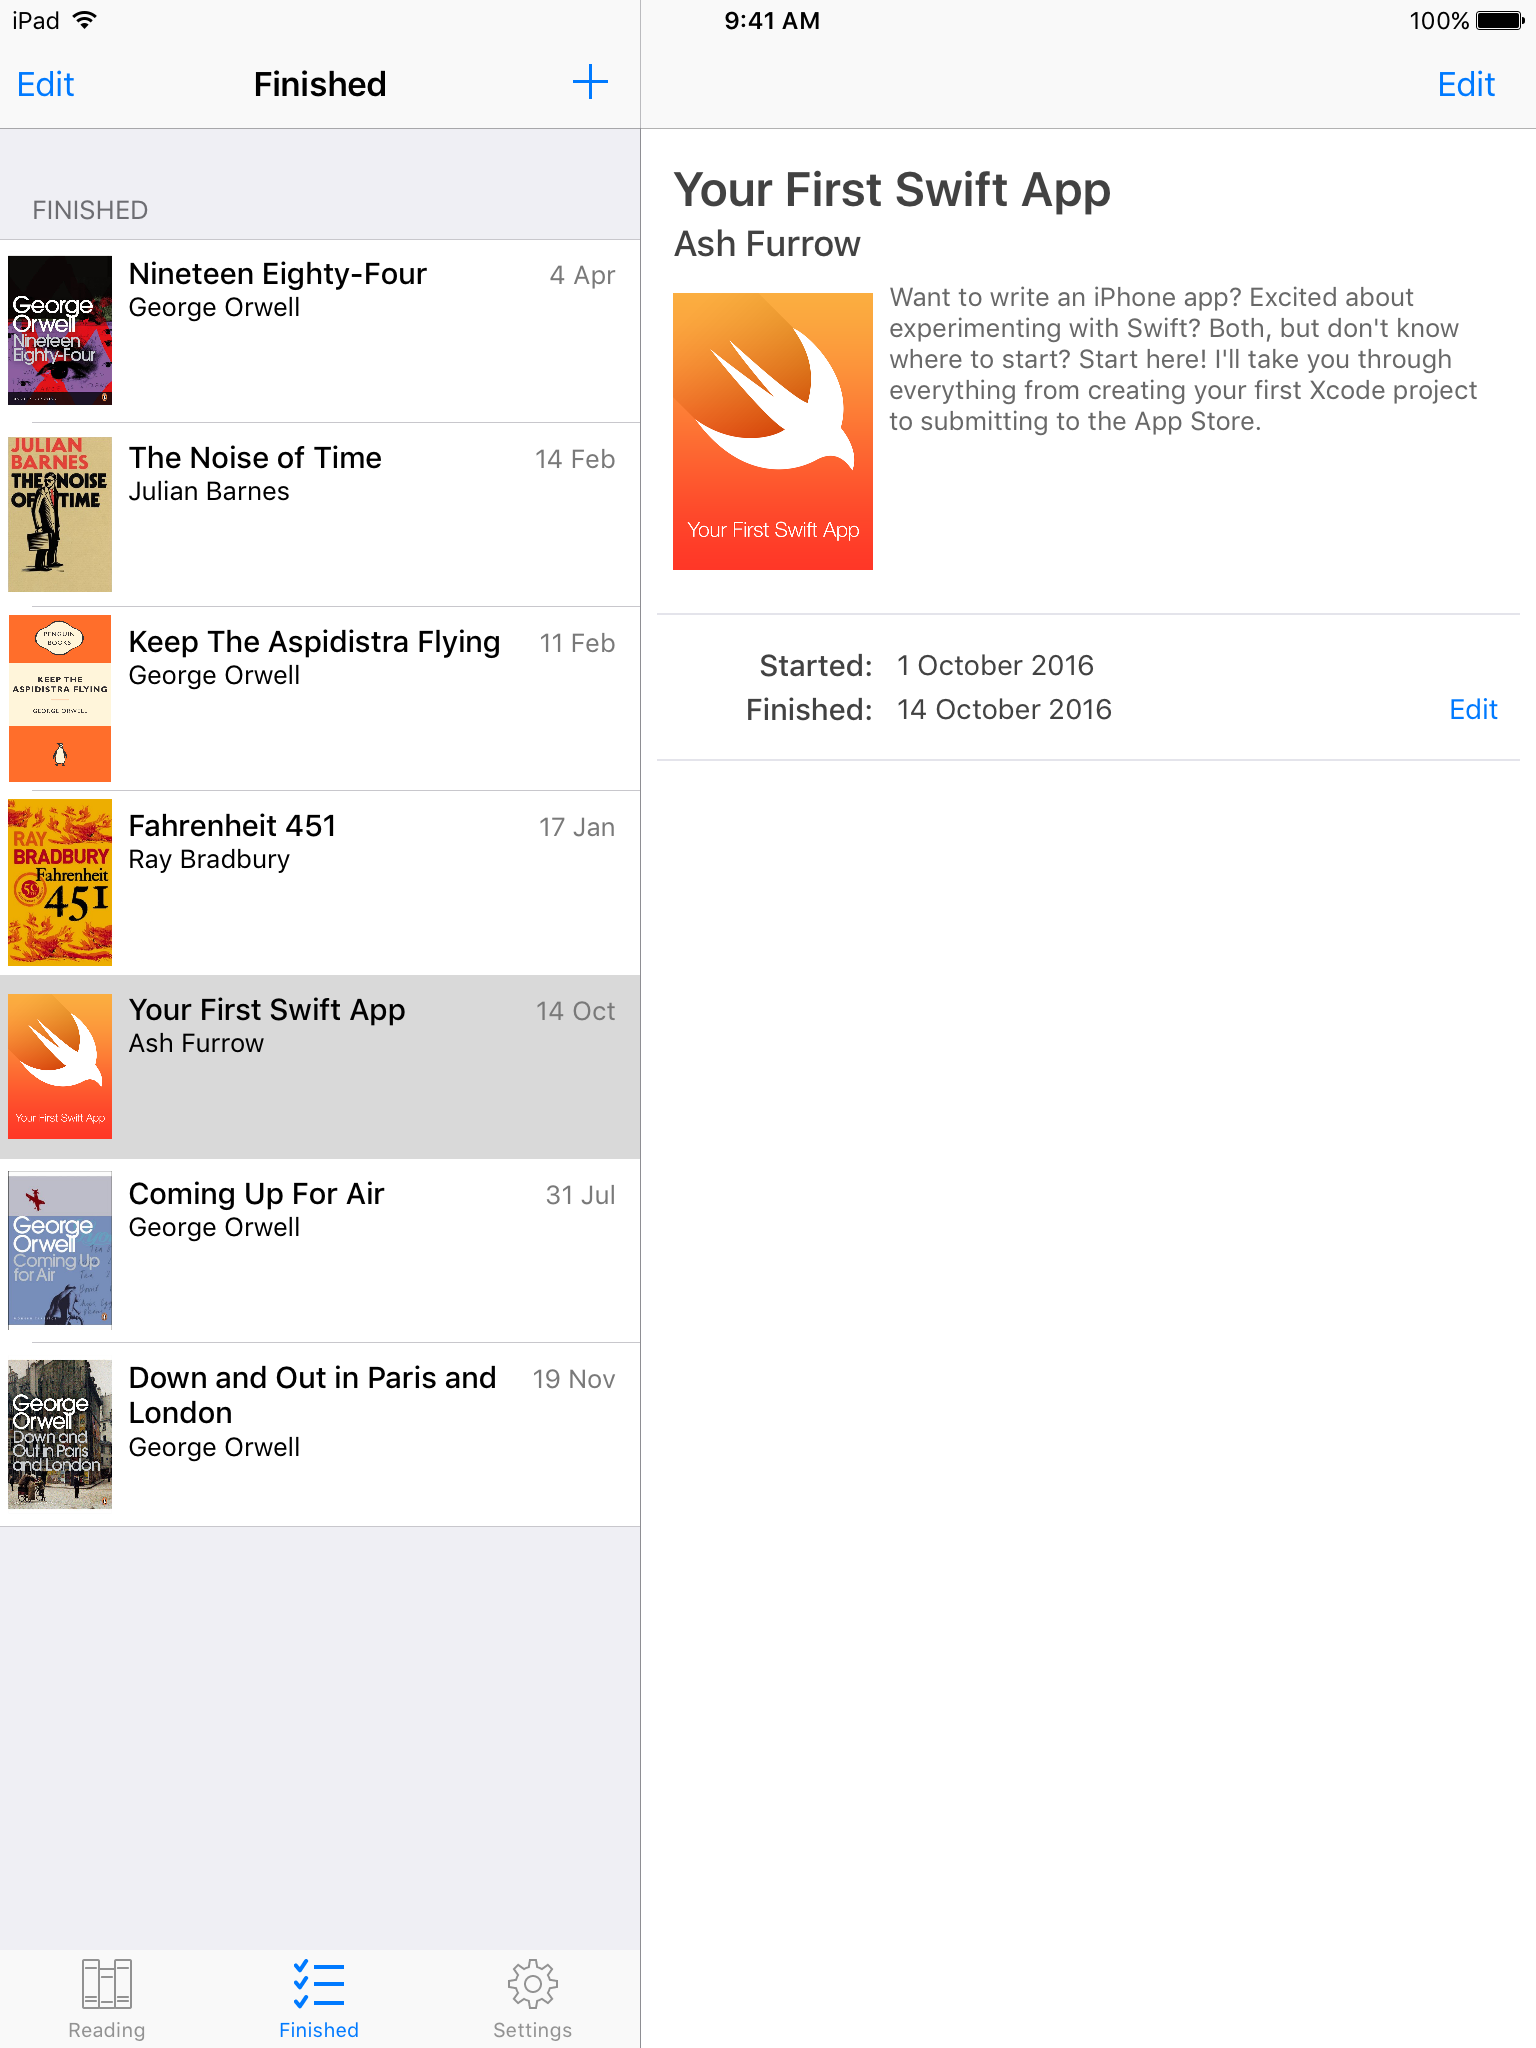 iPad
9:41 AM
100%
Edit
Finished
Edit
FINISHED
George
Orwell
Nineteen
Eighty-Four
Nineteen Eighty-Four
4 Apr
George Orwell
JULIAN
BARNES
THE NOISE
OF TIME
The Noise of Time
14 Feb
Julian Barnes
PENGUIN
BOOKS
KEEP THE
ASPIDISTRA FLYING
GEORGE ORWELL
Keep The Aspidistra Flying
11 Feb
George Orwell
RAY
BRADBURY
Fahrenheit
451
Fahrenheit 451
17 Jan
Ray Bradbury
Your First Swift App
Your First Swift App
14 Oct
Ash Furrow
George
Orwell
Coming Up
for Air
Coming Up For Air
31 Jul
George Orwell
George
Orwell
Down and
Out in Paris
and London
Down and Out in Paris and
London
19 Nov
George Orwell
Reading
Finished
Settings
Your First Swift App
Ash Furrow
Your First Swift App
Want to write an iPhone app? Excited about
experimenting with Swift? Both, but don't know
where to start? Start here! I'll take you through
everything from creating your first Xcode project
to submitting to the App Store.
Started: 1 October 2016
Finished: 14 October 2016
Edit